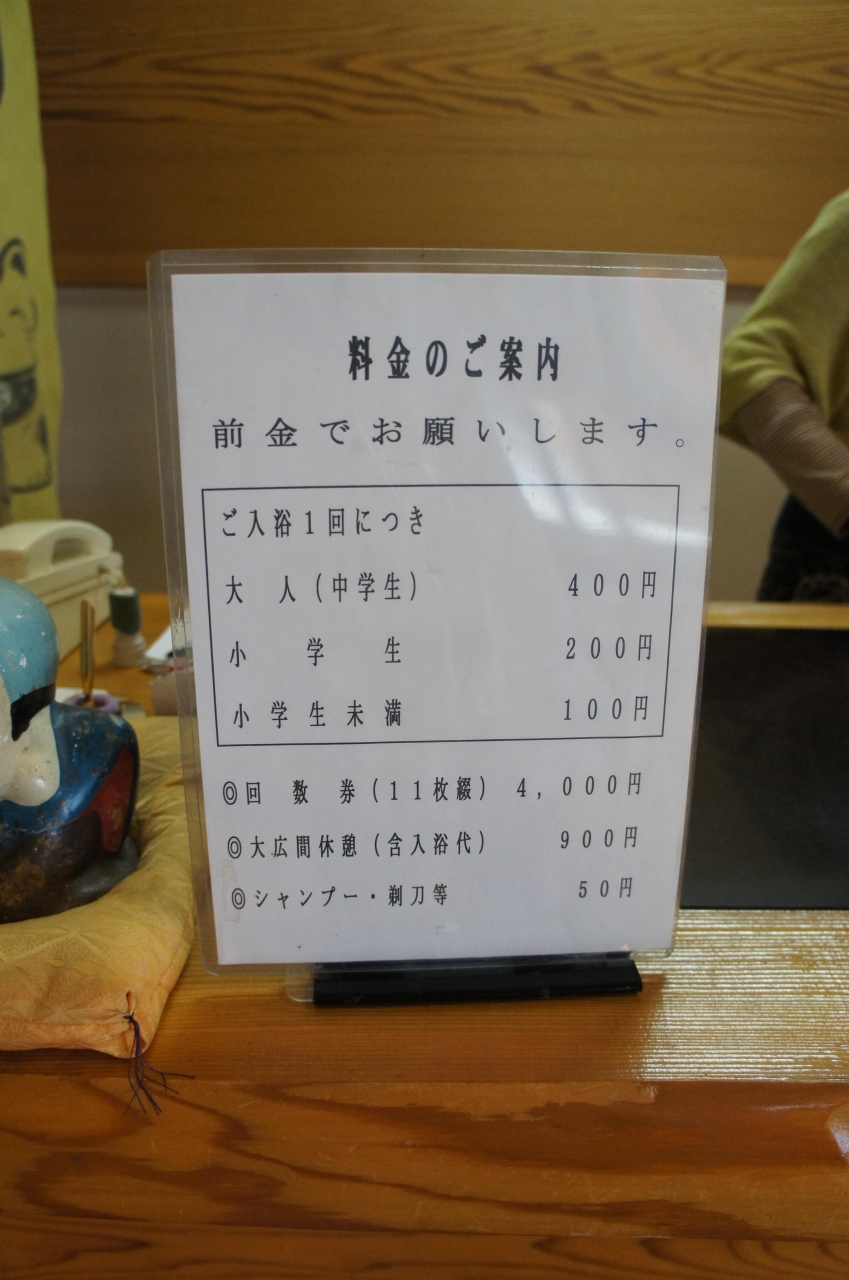 料金のご案内
前金でお願いします。
ご入浴1回につき
大　人(中学生)　400円
小　学　生　200円
小学生未満　100円
◎回　数　券(11枚綴)　4,000円
◎大広間休憩(含入浴代)　900円
◎シャンプー・剃刀等　50円